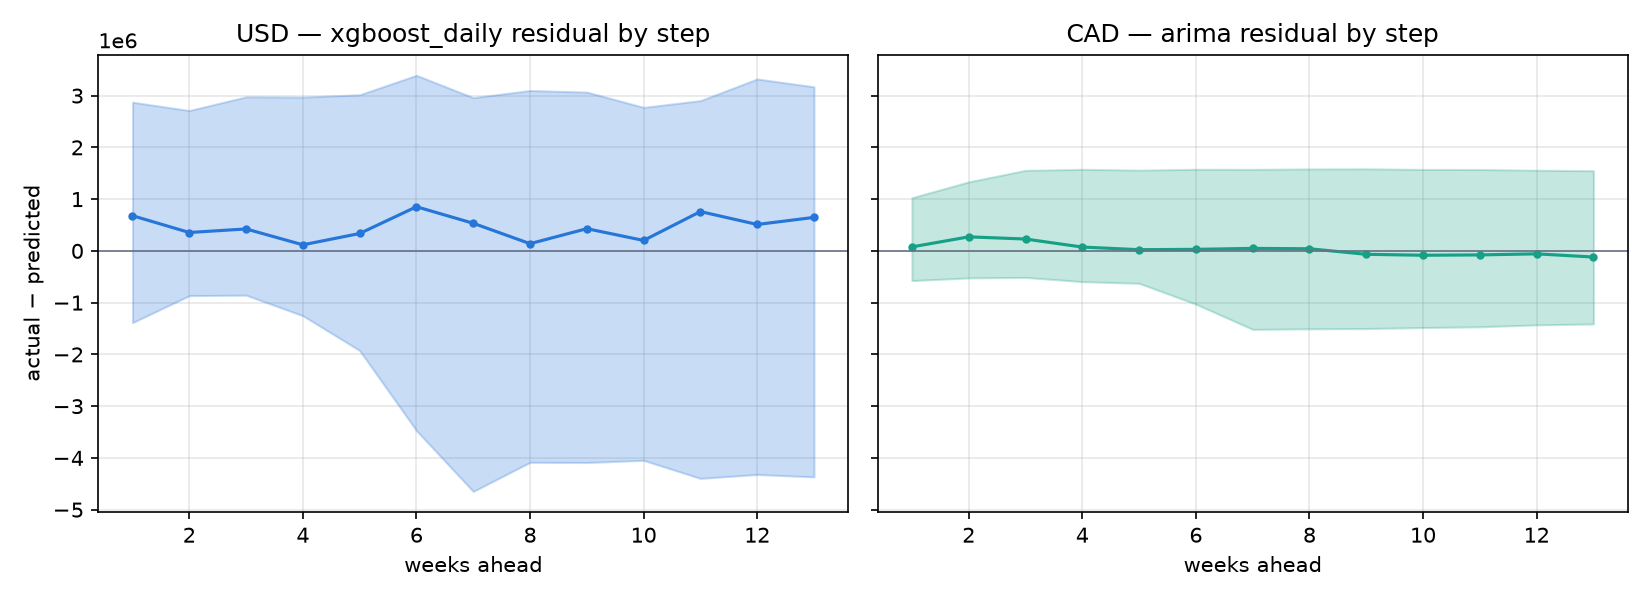 USD — xgboost_daily residual by step
CAD — arima residual by step
1e6
actual − predicted
3
2
1
0
−1
−2
−3
−4
−5
2 4 6 8 10 12
2 4 6 8 10 12
weeks ahead
weeks ahead